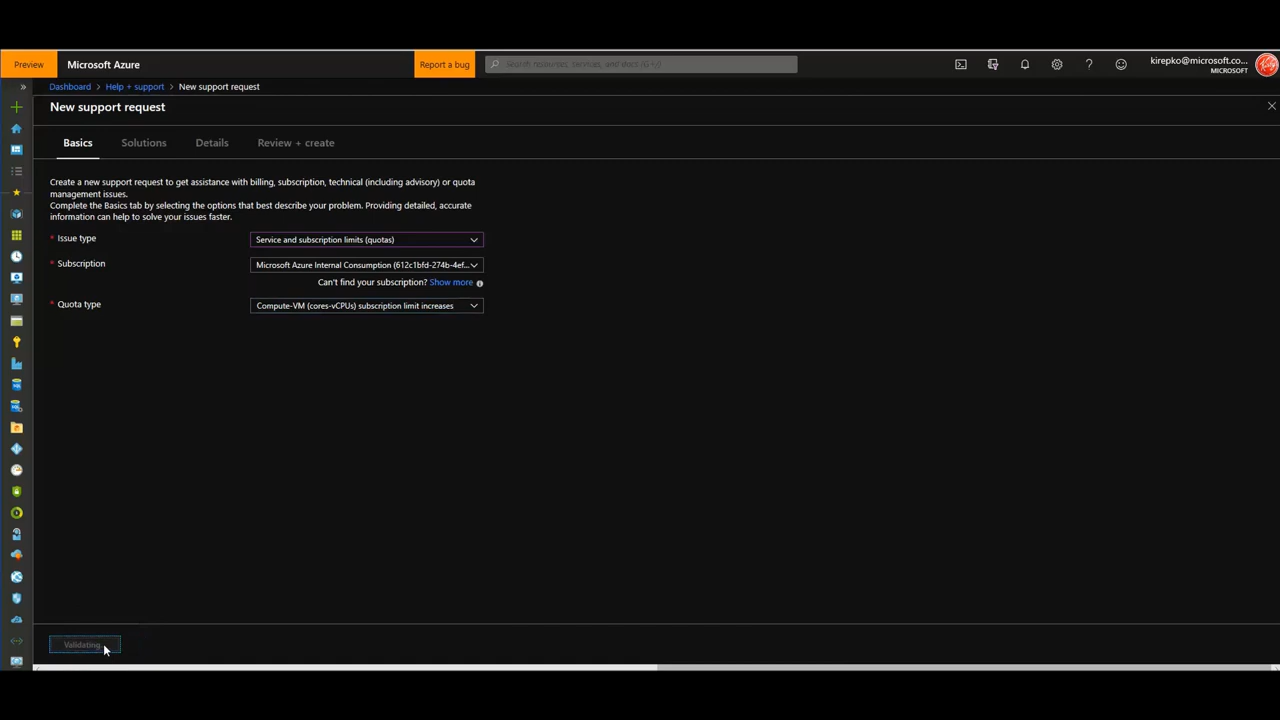 Preview
Microsoft Azure
Report a bug
Search resources, services, and docs (G+/)
kirepko@microsoft.co...
MICROSOFT
Dashboard > Help + support > New support request
New support request
Basics
Solutions
Details
Review + create
Create a new support request to get assistance with billing, subscription, technical (including advisory) or quota
management issues.
Complete the Basics tab by selecting the options that best describe your problem. Providing detailed, accurate
information can help to solve your issues faster.
* Issue type
Service and subscription limits (quotas)
* Subscription
Microsoft Azure Internal Consumption (612c1bfd-274b-4ef...
Can't find your subscription? Show more
* Quota type
Compute-VM (cores-vCPUs) subscription limit increases
Validating...